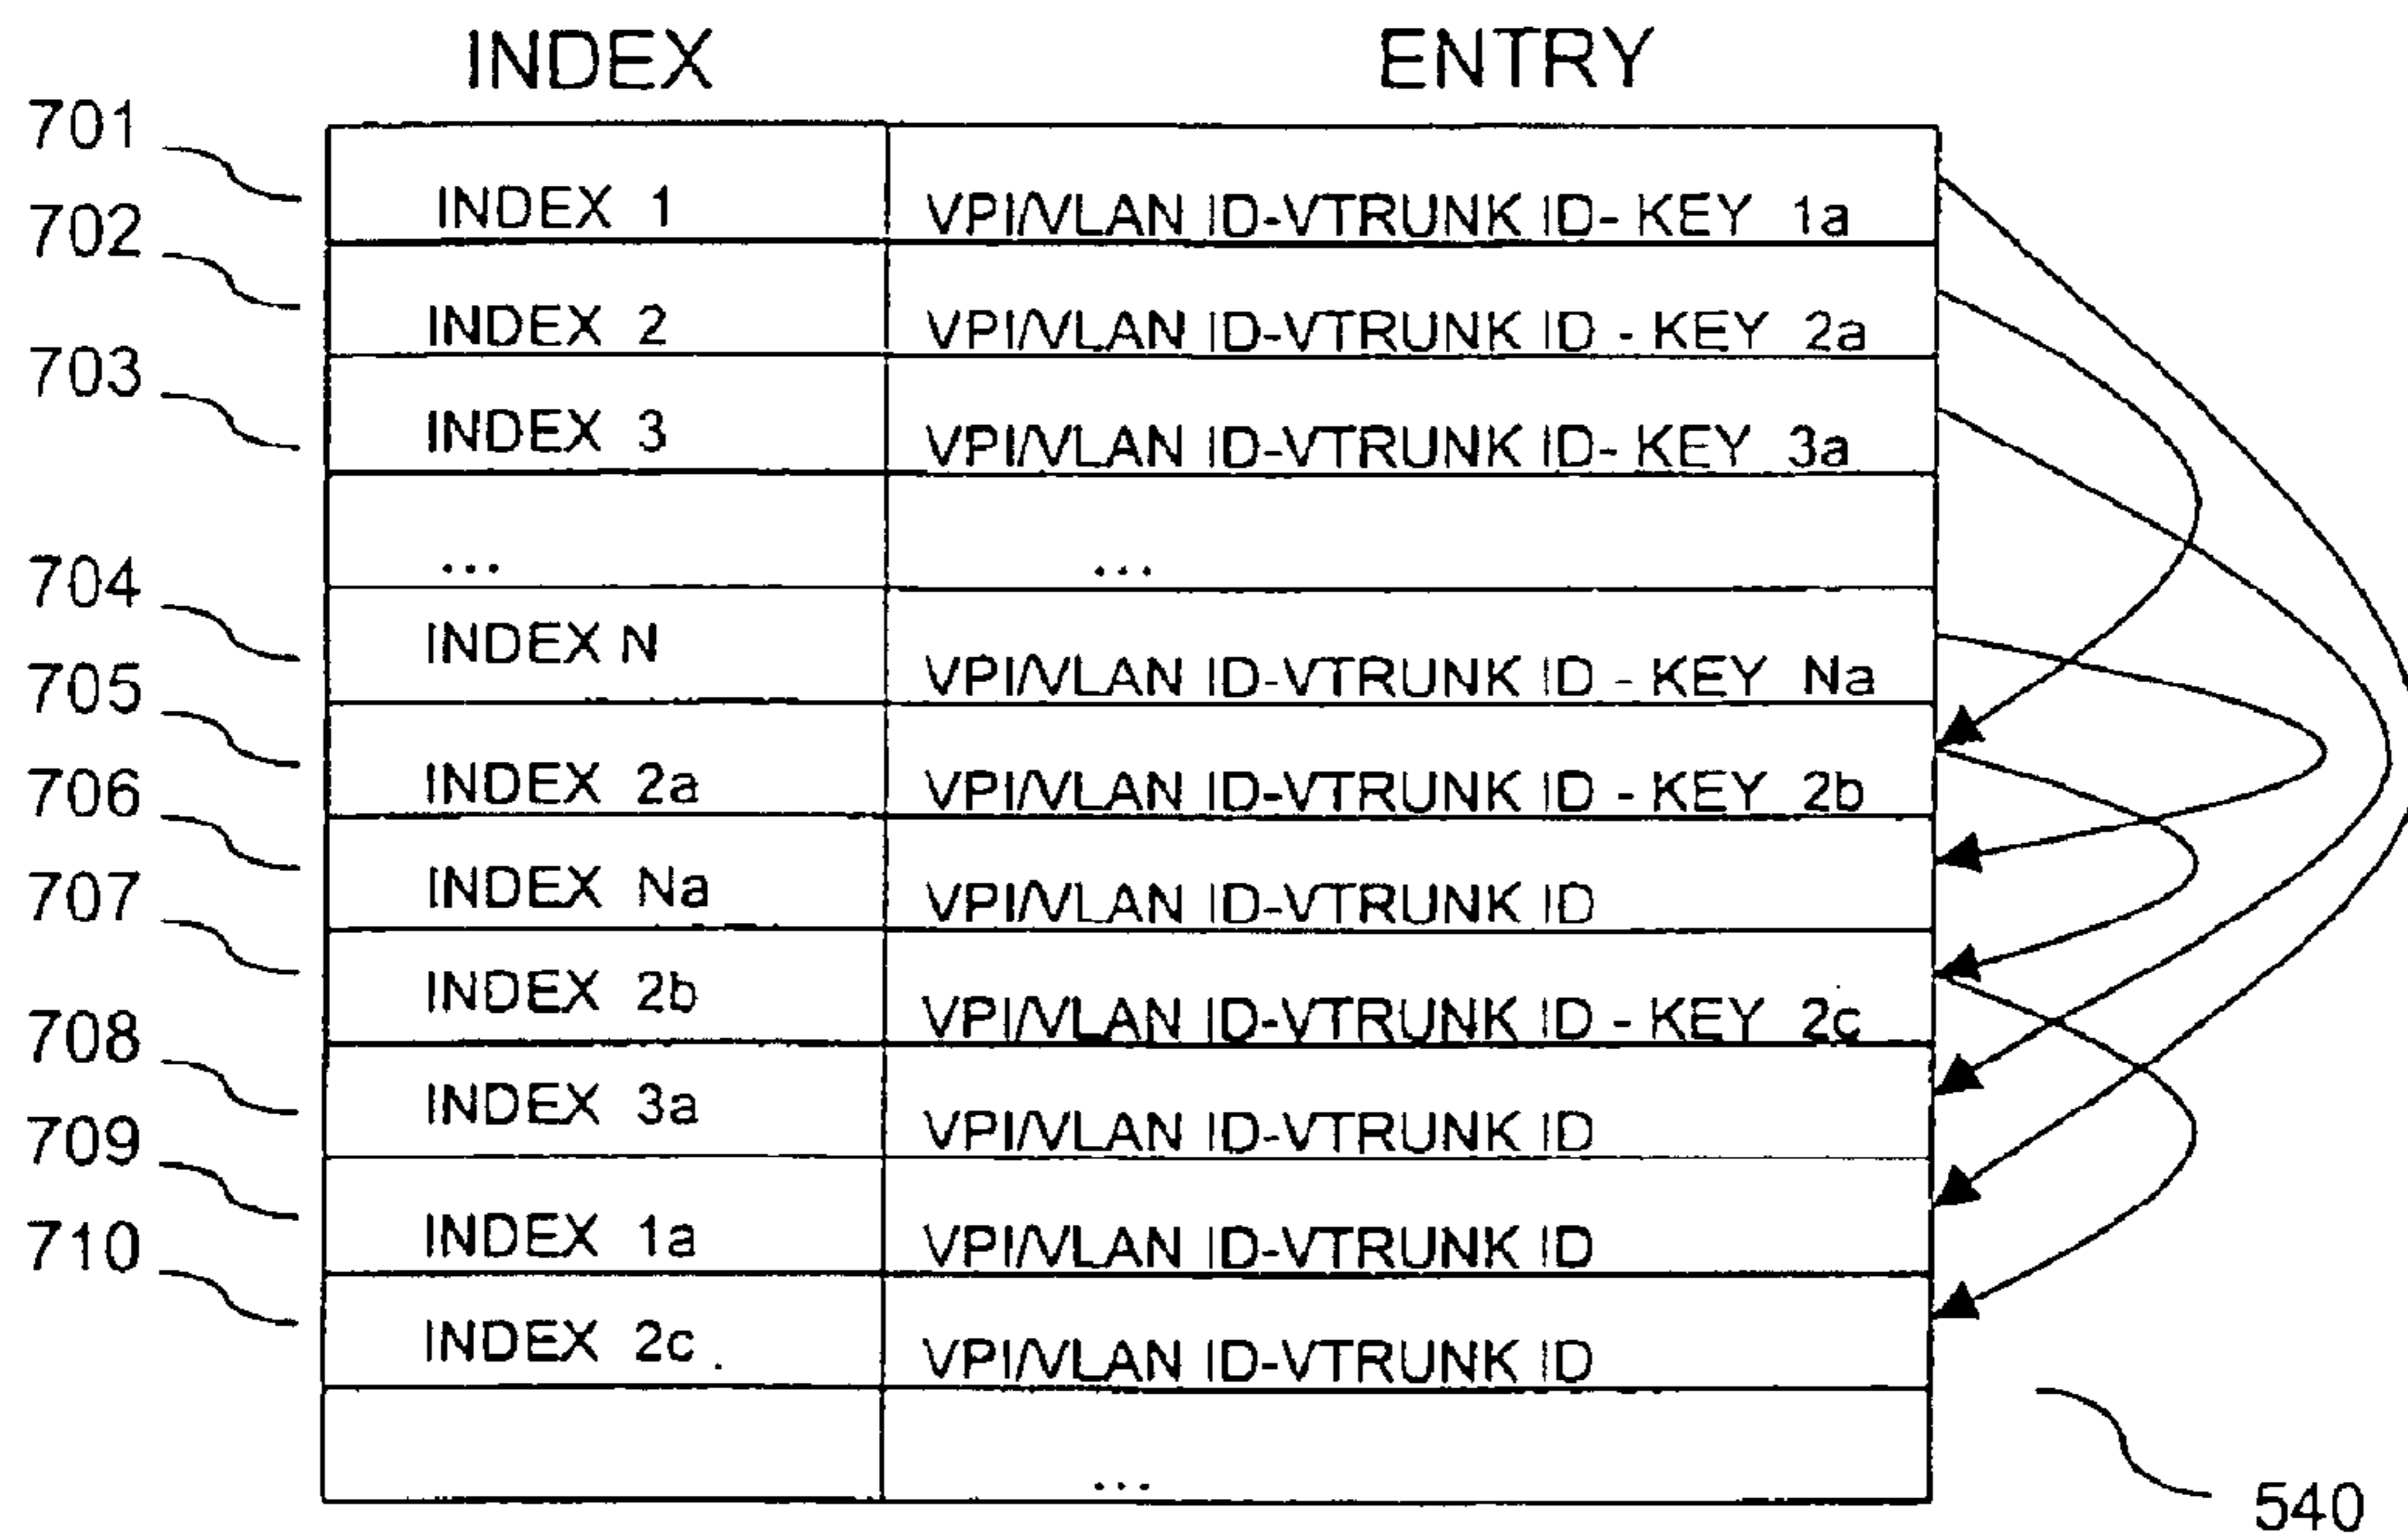 INDEX ENTRY
701 INDEX 1 VPI/VLAN ID-VTRUNK ID- KEY 1a
702 INDEX 2 VPI/VLAN ID-VTRUNK ID - KEY 2a
703 INDEX 3 VPI/VLAN ID-VTRUNK ID- KEY 3a
... ...
704 INDEX N VPI/VLAN ID-VTRUNK ID - KEY Na
705 INDEX 2a VPI/VLAN ID-VTRUNK ID - KEY 2b
706 INDEX Na VPI/VLAN ID-VTRUNK ID
707 INDEX 2b VPI/VLAN ID-VTRUNK ID - KEY 2c
708 INDEX 3a VPI/VLAN ID-VTRUNK ID
709 INDEX 1a VPI/VLAN ID-VTRUNK ID
710 INDEX 2c VPI/VLAN ID-VTRUNK ID
...
540